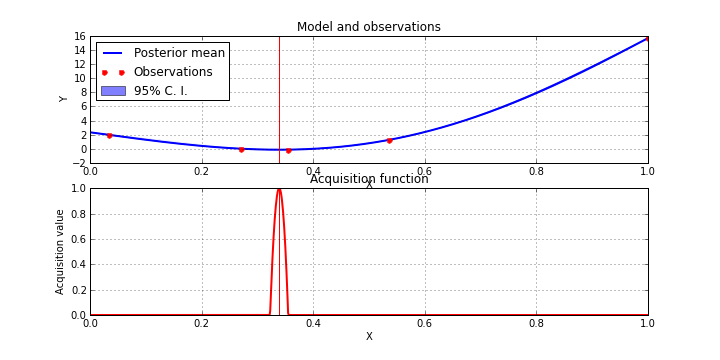 Model and observations
16
14
12
10
8
6
4
2
0
−2
Y
Posterior mean
Observations
95% C. I.
0.0 0.2 0.4 0.6 0.8 1.0
X
Acquisition function
1.0
0.8
0.6
0.4
0.2
0.0
Acquisition value
0.0 0.2 0.4 0.6 0.8 1.0
X